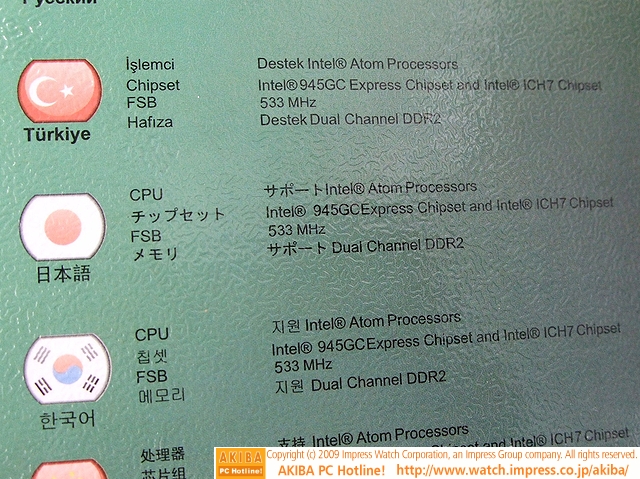 Русский
İşlemci Destek Intel® Atom Processors
Chipset Intel® 945GC Express Chipset and Intel® ICH7 Chipset
FSB 533 MHz
Hafıza Destek Dual Channel DDR2
Türkiye
CPU サポートIntel® Atom Processors
チップセット Intel® 945GCExpress Chipset and Intel® ICH7 Chipset
FSB 533 MHz
メモリ サポート Dual Channel DDR2
日本語
CPU 지원 Intel® Atom Processors
칩셋 Intel® 945GCExpress Chipset and Intel® ICH7 Chipset
FSB 533 MHz
메모리 지원 Dual Channel DDR2
한국어
处理器 支持 Intel® Atom Processors
芯片组 Chipset and Intel® ICH7 Chipset
AKIBA PC Hotline!
Copyright (c) 2009 Impress Watch Corporation, an Impress Group company. All rights reserved.
AKIBA PC Hotline! http://www.watch.impress.co.jp/akiba/